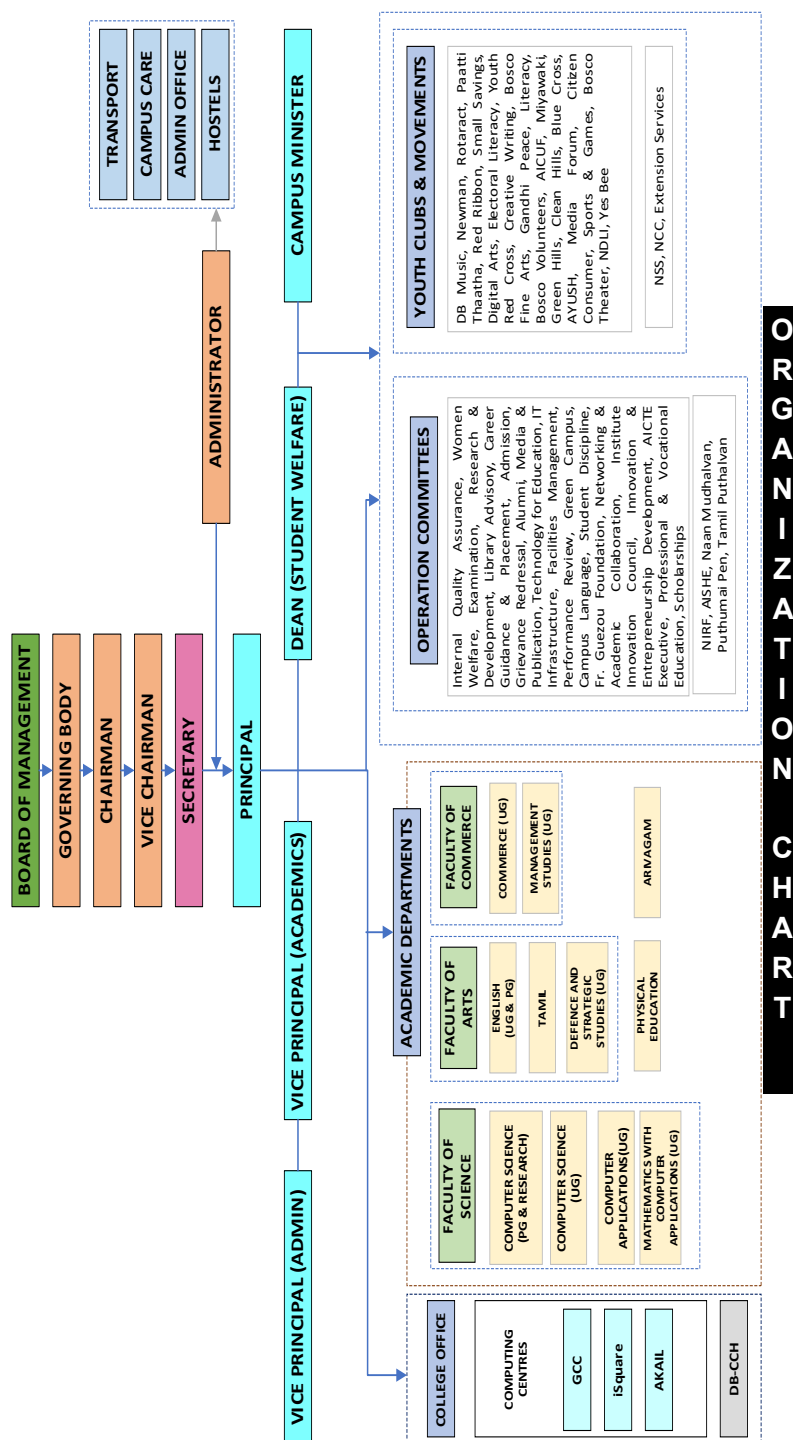 BOARD OF MANAGEMENT
GOVERNING BODY
CHAIRMAN
VICE CHAIRMAN
SECRETARY
PRINCIPAL
ADMINISTRATOR
TRANSPORT
CAMPUS CARE
ADMIN OFFICE
HOSTELS
VICE PRINCIPAL (ADMIN)
VICE PRINCIPAL (ACADEMICS)
DEAN (STUDENT WELFARE)
CAMPUS MINISTER
COLLEGE OFFICE
COMPUTING
CENTRES
GCC
iSquare
AKAIL
DB-CCH
ACADEMIC DEPARTMENTS
FACULTY OF
SCIENCE
COMPUTER SCIENCE
(PG & RESEARCH)
COMPUTER SCIENCE
(UG)
COMPUTER
APPLICATIONS(UG)
MATHEMATICS WITH
COMPUTER
APPLICATIONS (UG)
FACULTY OF
ARTS
ENGLISH
(UG & PG)
TAMIL
DEFENCE AND
STRATEGIC
STUDIES (UG)
PHYSICAL
EDUCATION
FACULTY OF
COMMERCE
COMMERCE (UG)
MANAGEMENT
STUDIES (UG)
ARIVAGAM
OPERATION COMMITTEES
Internal Quality Assurance, Women
Welfare, Examination, Research &
Development, Library Advisory, Career
Guidance & Placement, Admission,
Grievance Redressal, Alumni, Media &
Publication, Technology for Education, IT
Infrastructure, Facilities Management,
Performance Review, Green Campus,
Campus Language, Student Discipline,
Fr. Guezou Foundation, Networking &
Academic Collaboration, Institute
Innovation Council, Innovation &
Entrepreneurship Development, AICTE
Executive, Professional & Vocational
Education, Scholarships
NIRF, AISHE, Naan Mudhalvan,
Puthumai Pen, Tamil Puthalvan
YOUTH CLUBS & MOVEMENTS
DB Music, Newman, Rotaract, Paatti
Thaatha, Red Ribbon, Small Savings,
Digital Arts, Electoral Literacy, Youth
Red Cross, Creative Writing, Bosco
Fine Arts, Gandhi Peace, Literacy,
Bosco Volunteers, AICUF, Miyawaki,
Green Hills, Clean Hills, Blue Cross,
AYUSH, Media Forum, Citizen
Consumer, Sports & Games, Bosco
Theater, NDLI, Yes Bee
NSS, NCC, Extension Services
ORGANIZATION CHART